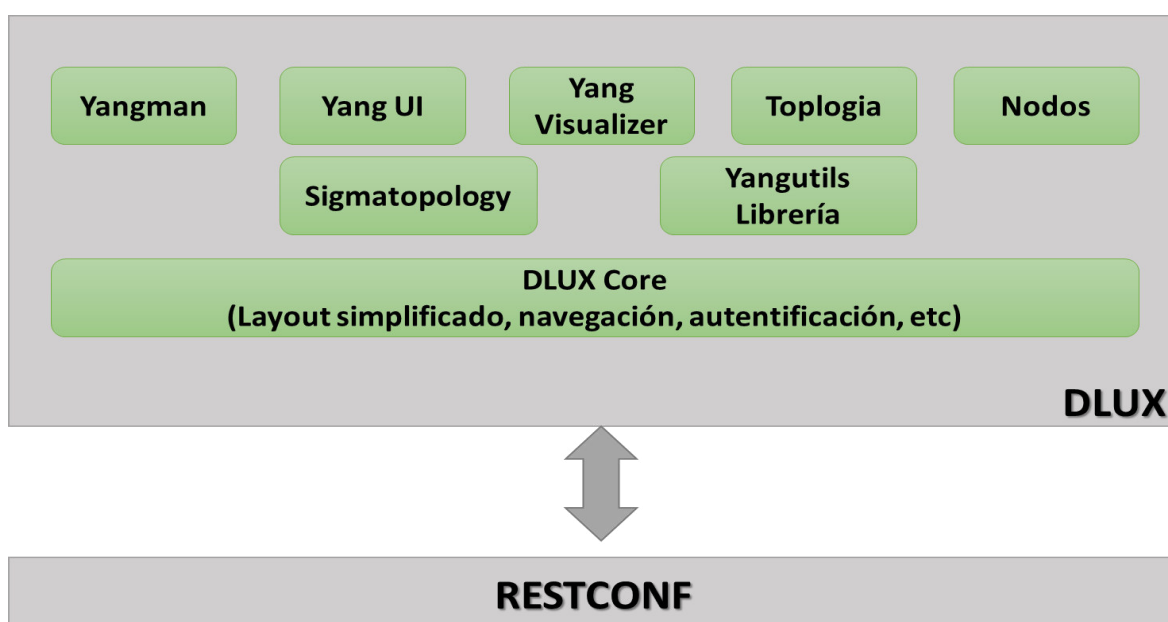 Yangman
Yang UI
Yang
Visualizer
Toplogia
Nodos
Sigmatopology
Yangutils
Librería
DLUX Core
(Layout simplificado, navegación, autentificación, etc)
DLUX
RESTCONF